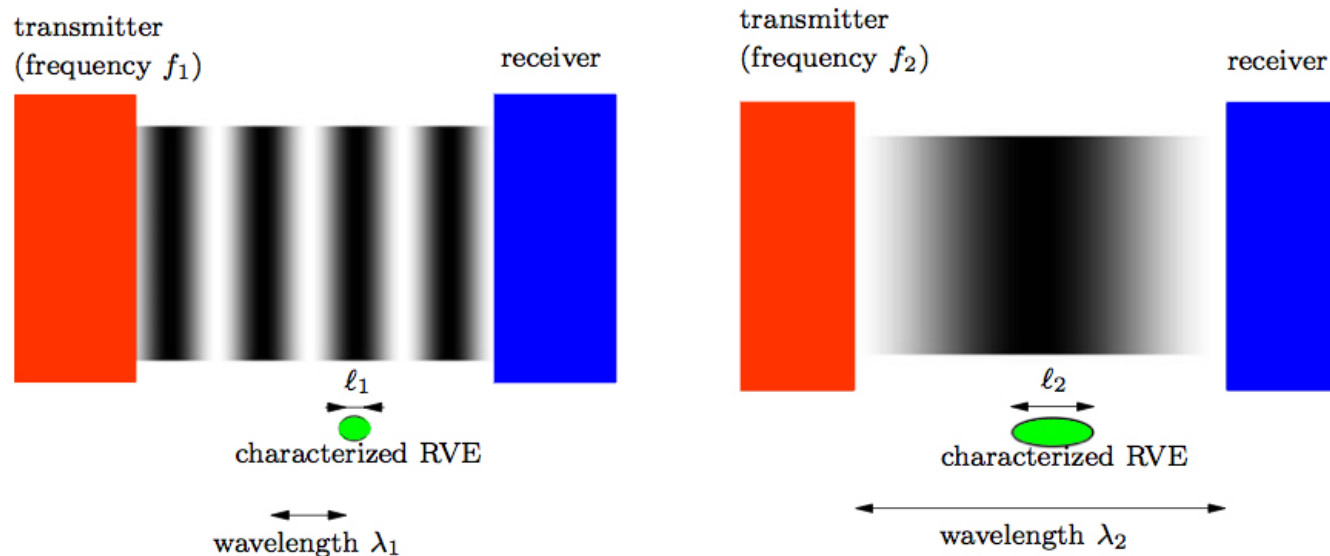 transmitter
(frequency f₁)
receiver
ℓ₁
characterized RVE
wavelength λ₁
transmitter
(frequency f₂)
receiver
ℓ₂
characterized RVE
wavelength λ₂